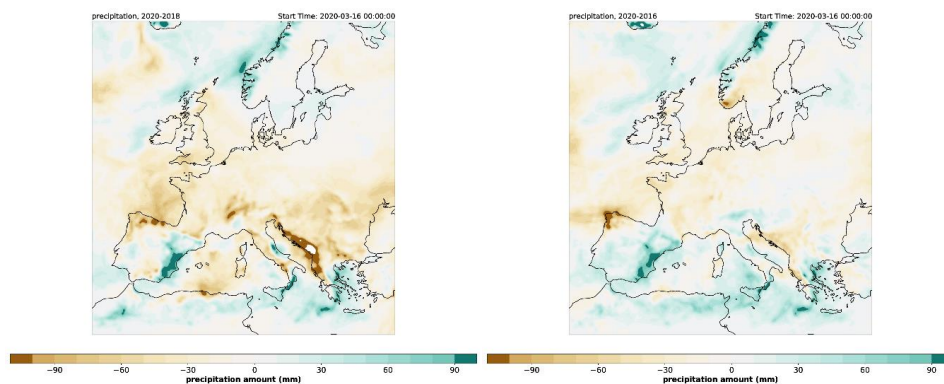 precipitation, 2020-2018 Start Time: 2020-03-16 00:00:00
−90 −60 −30 0 30 60 90
precipitation amount (mm)
precipitation, 2020-2016 Start Time: 2020-03-16 00:00:00
−90 −60 −30 0 30 60 90
precipitation amount (mm)